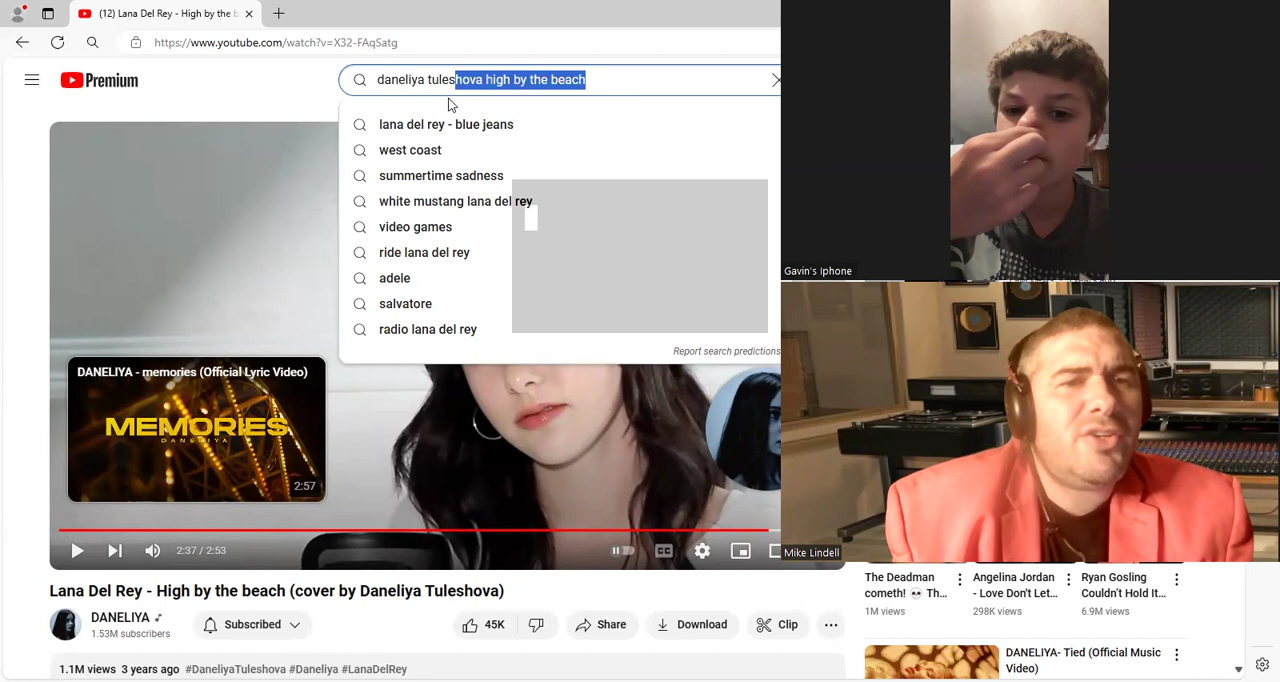 (12) Lana Del Rey - High by the b
https://www.youtube.com/watch?v=X32-FAqSatg
Premium
daneliya tuleshova high by the beach
lana del rey - blue jeans
west coast
summertime sadness
white mustang lana del rey
video games
ride lana del rey
adele
salvatore
radio lana del rey
Report search predictions
Gavin's Iphone
DANELIYA - memories (Official Lyric Video)
MEMORIES
DANELIYA
2:57
2:37 / 2:53
CC
Mike Lindell
Lana Del Rey - High by the beach (cover by Daneliya Tuleshova)
DANELIYA
1.53M subscribers
Subscribed
45K
Share
Download
Clip
1.1M views 3 years ago #DaneliyaTuleshova #Daneliya #LanaDelRey
The Deadman
cometh! 💀 Th...
1M views
Angelina Jordan
- Love Don't Let...
298K views
Ryan Gosling
Couldn't Hold It...
6.9M views
DANELIYA- Tied (Official Music
Video)